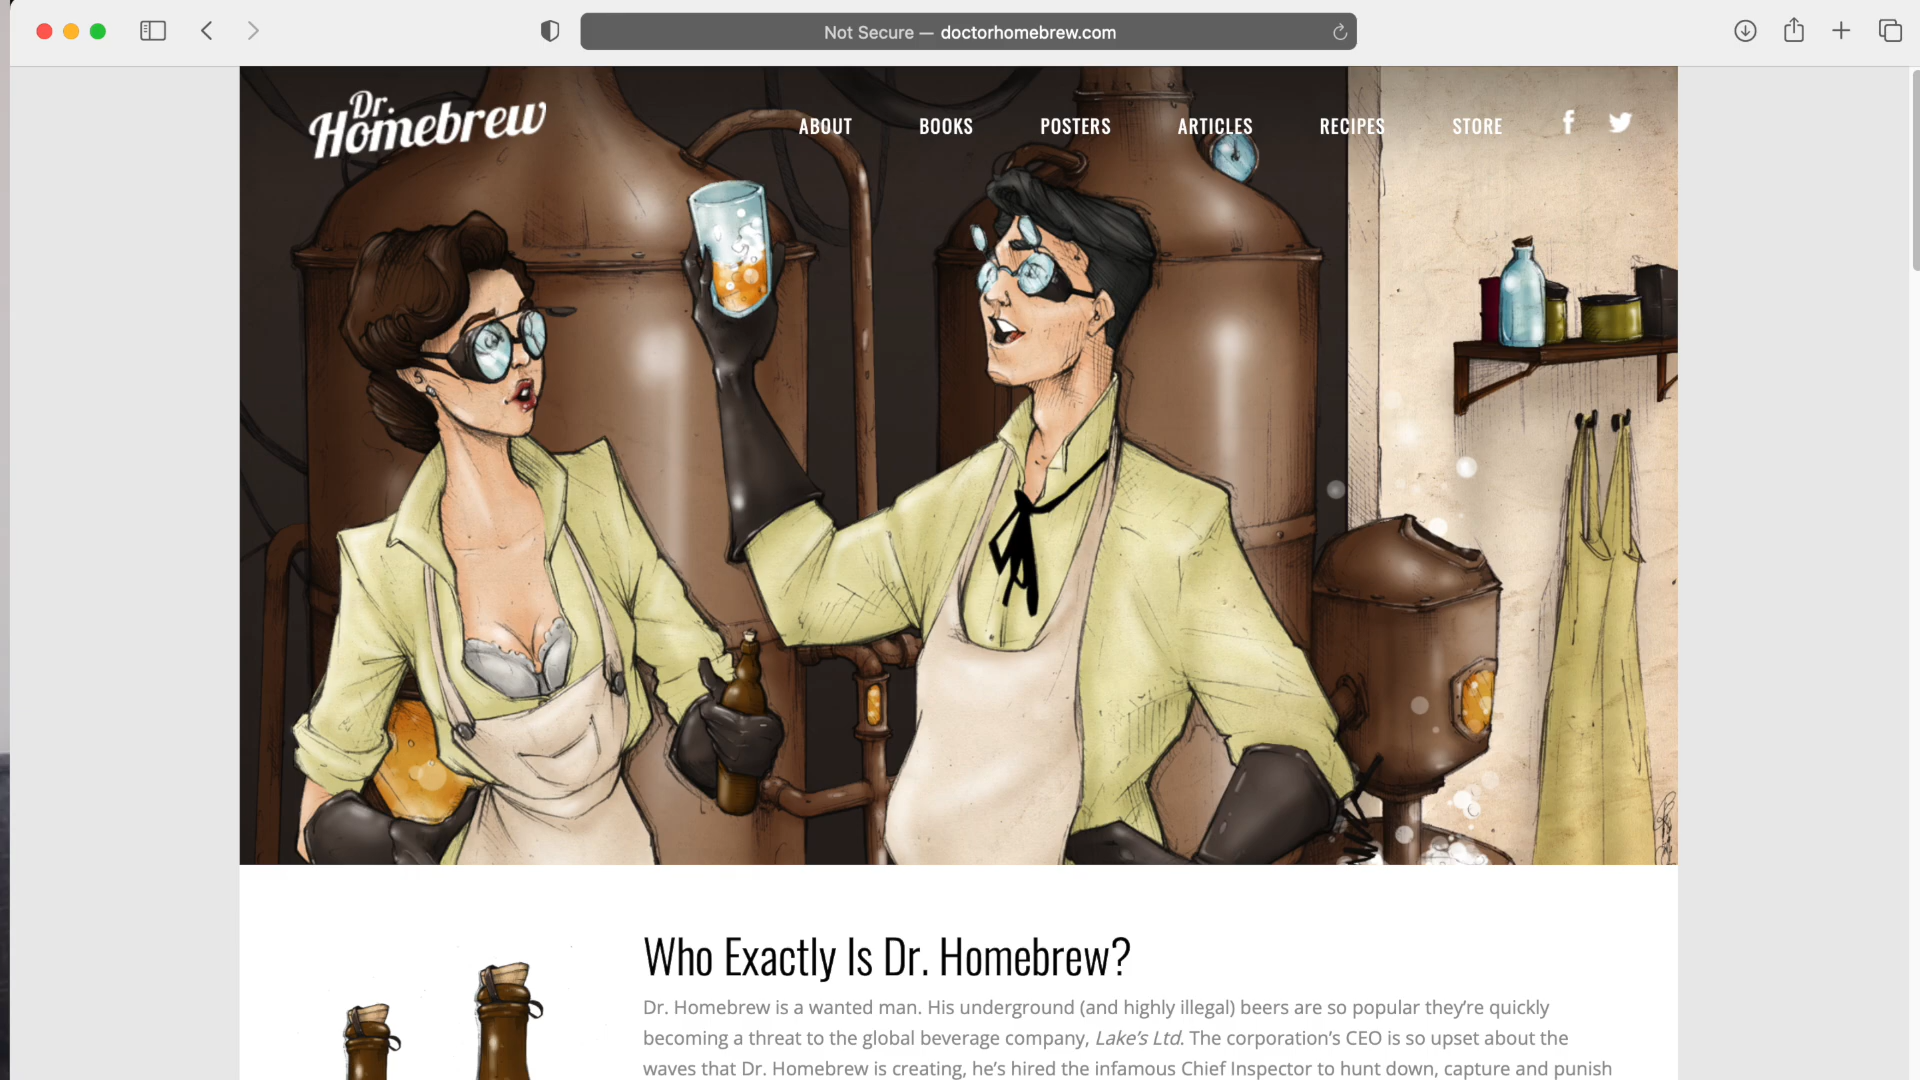 Not Secure — doctorhomebrew.com
Dr.
Homebrew
ABOUT BOOKS POSTERS ARTICLES RECIPES STORE
Who Exactly Is Dr. Homebrew?
Dr. Homebrew is a wanted man. His underground (and highly illegal) beers are so popular they’re quickly
becoming a threat to the global beverage company, Lake’s Ltd. The corporation’s CEO is so upset about the
waves that Dr. Homebrew is creating, he’s hired the infamous Chief Inspector to hunt down, capture and punish